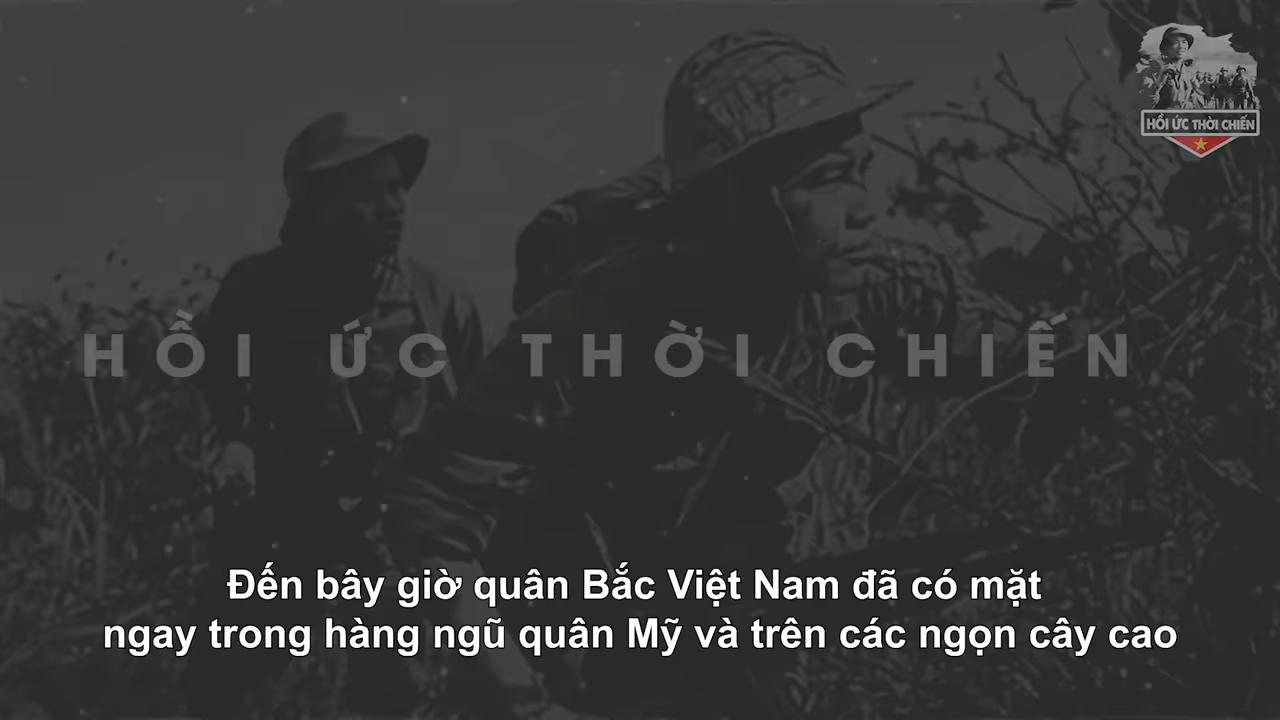 HỒI ỨC THỜI CHIẾN
HỒI ỨC THỜI CHIẾN
Đến bây giờ quân Bắc Việt Nam đã có mặt
ngay trong hàng ngũ quân Mỹ và trên các ngọn cây cao